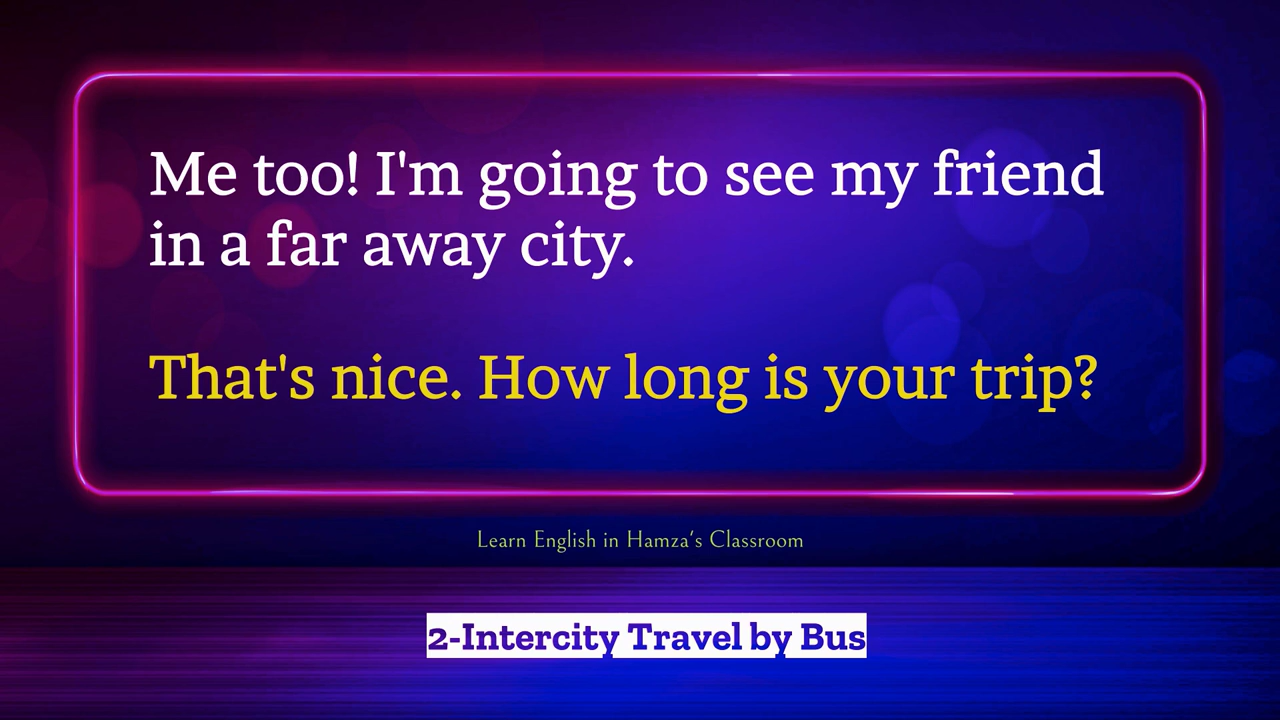 Me too! I'm going to see my friend
in a far away city.
That's nice. How long is your trip?
Learn English in Hamza's Classroom
2-Intercity Travel by Bus